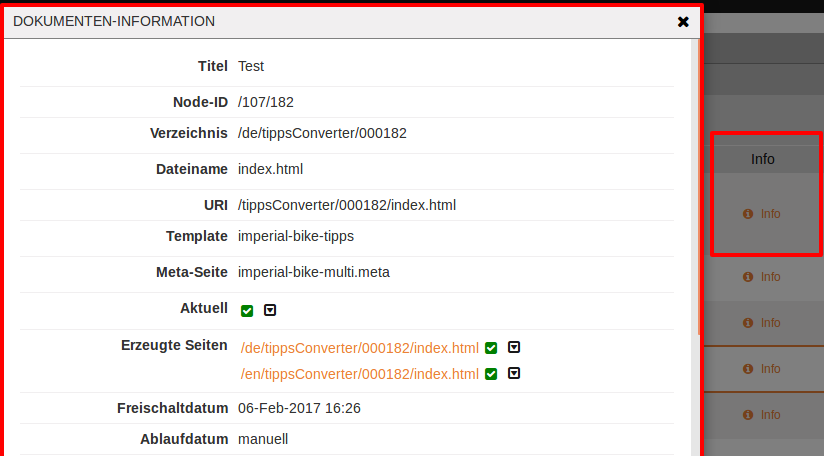 DOKUMENTEN-INFORMATION
Titel Test
Node-ID /107/182
Verzeichnis /de/tippsConverter/000182
Dateiname index.html
URI /tippsConverter/000182/index.html
Template imperial-bike-tipps
Meta-Seite imperial-bike-multi.meta
Aktuell
Erzeugte Seiten /de/tippsConverter/000182/index.html
/en/tippsConverter/000182/index.html
Freischaltdatum 06-Feb-2017 16:26
Ablaufdatum manuell
Info
Info
Info
Info
Info
Info